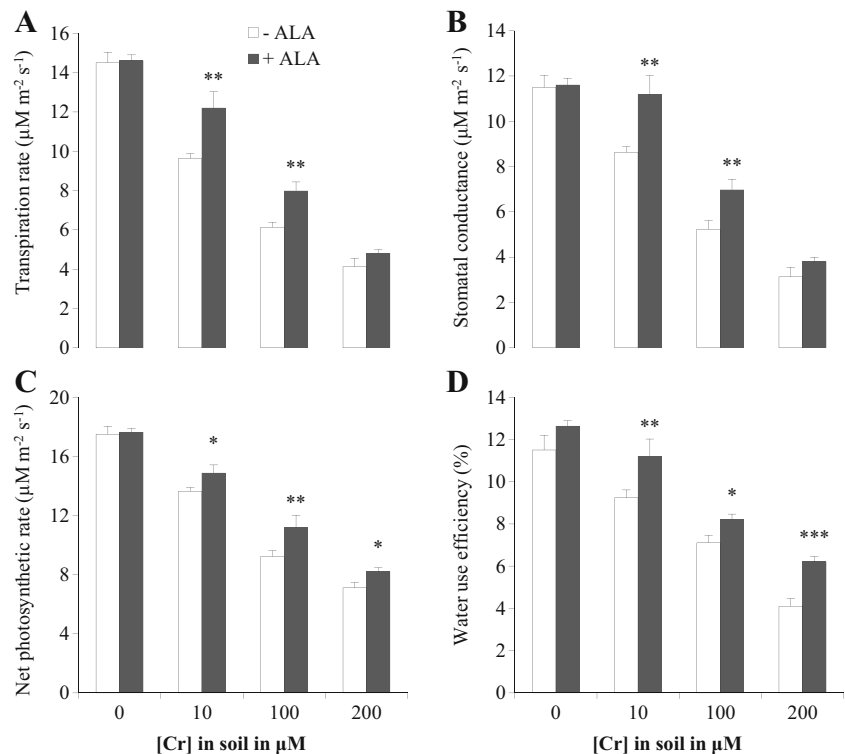 A
Transpiration rate (µM m-2 s-1)
16
14
12
10
8
6
4
2
0
- ALA
+ ALA
**
**
B
Stomatal conductance (µM m-2 s-1)
14
12
10
8
6
4
2
0
**
**
C
Net photosynthetic rate (µM m-2 s-1)
20
16
12
8
4
0
*
**
*
0 10 100 200
[Cr] in soil in µM
D
Water use efficiency (%)
14
12
10
8
6
4
2
0
**
*
***
0 10 100 200
[Cr] in soil in µM